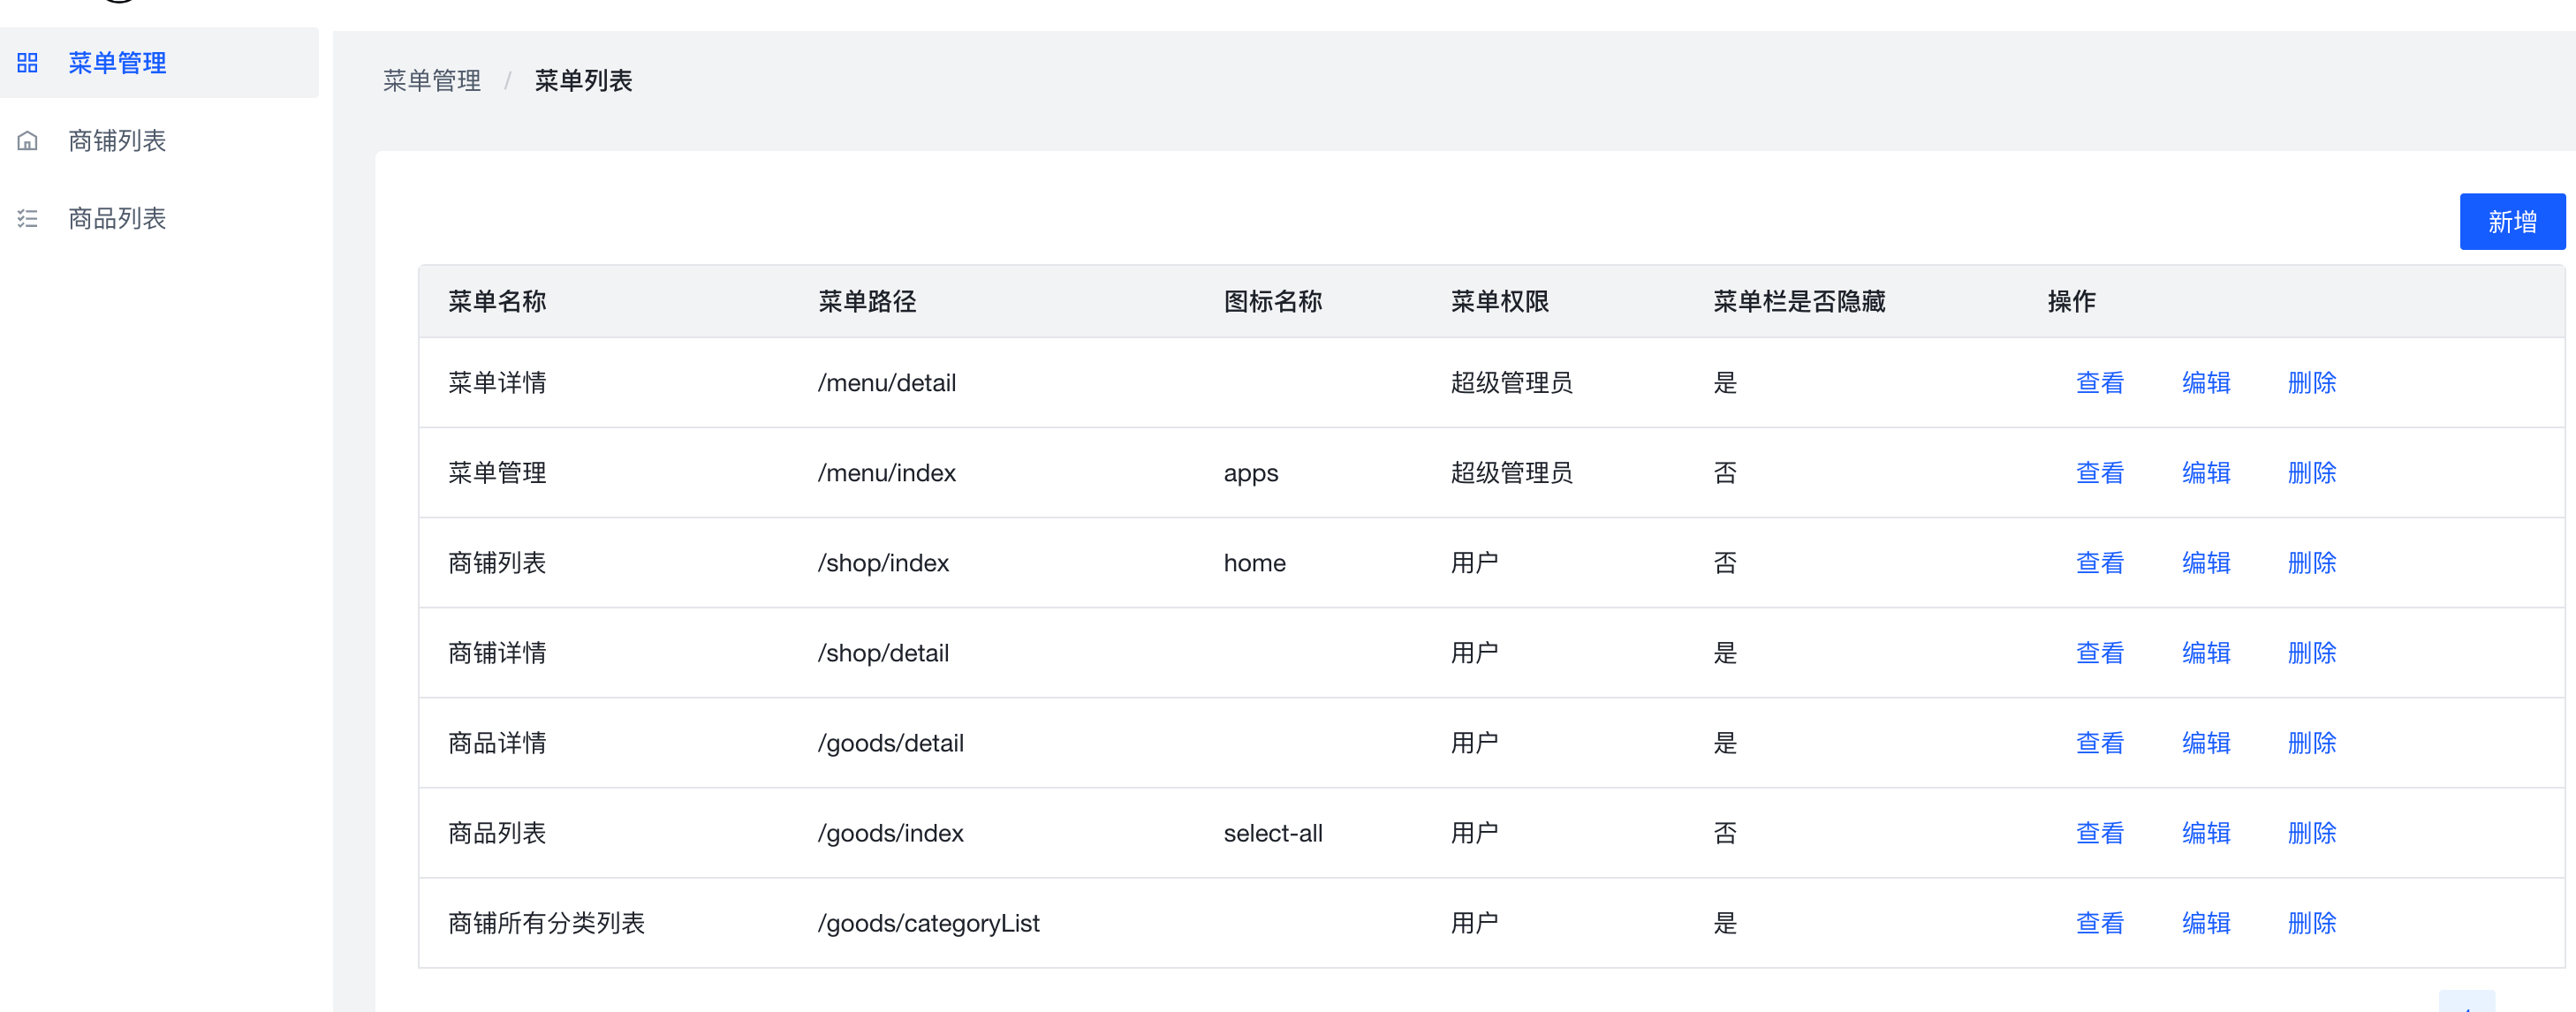 菜单管理
商铺列表
商品列表
菜单管理 / 菜单列表
新增
菜单名称 菜单路径 图标名称 菜单权限 菜单栏是否隐藏 操作
菜单详情 /menu/detail 超级管理员 是 查看 编辑 删除
菜单管理 /menu/index apps 超级管理员 否 查看 编辑 删除
商铺列表 /shop/index home 用户 否 查看 编辑 删除
商铺详情 /shop/detail 用户 是 查看 编辑 删除
商品详情 /goods/detail 用户 是 查看 编辑 删除
商品列表 /goods/index select-all 用户 否 查看 编辑 删除
商铺所有分类列表 /goods/categoryList 用户 是 查看 编辑 删除